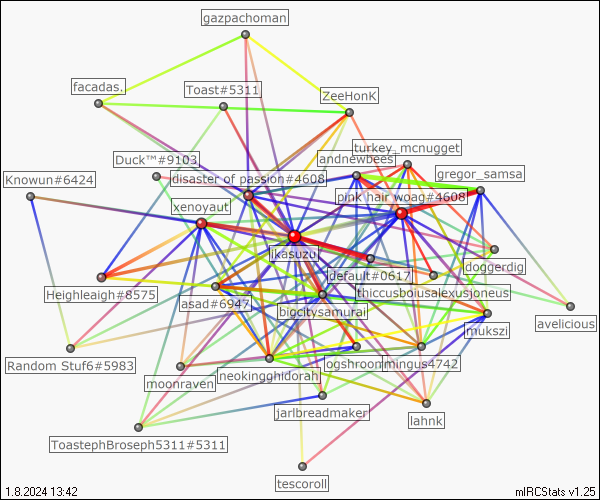 gazpachoman
facadas.
Toast#5311
ZeeHonK
turkey_mcnugget
Duck™#9103
andrewbees
Knowun#6424
disaster of passion#4608
gregor_samsa
pink hair woag#4608
xenoyaut
ikasuzu
default#0617
doggerdig
Heighleaigh#8575
asad#6947
thiccusboiusalexusjoneus
bigcitysamurai
avelicious
mukszi
Random Stuf6#5983
moonraven
neokingghidorah
ogshroom
mingus4742
jarlbreadmaker
lahnk
ToastephBroseph5311#5311
tescoroll
1.8.2024 13:42
mIRCStats v1.25